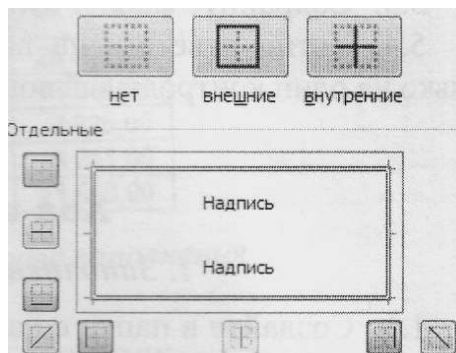 нет внешние внутренние
Отдельные
Надпись
Надпись